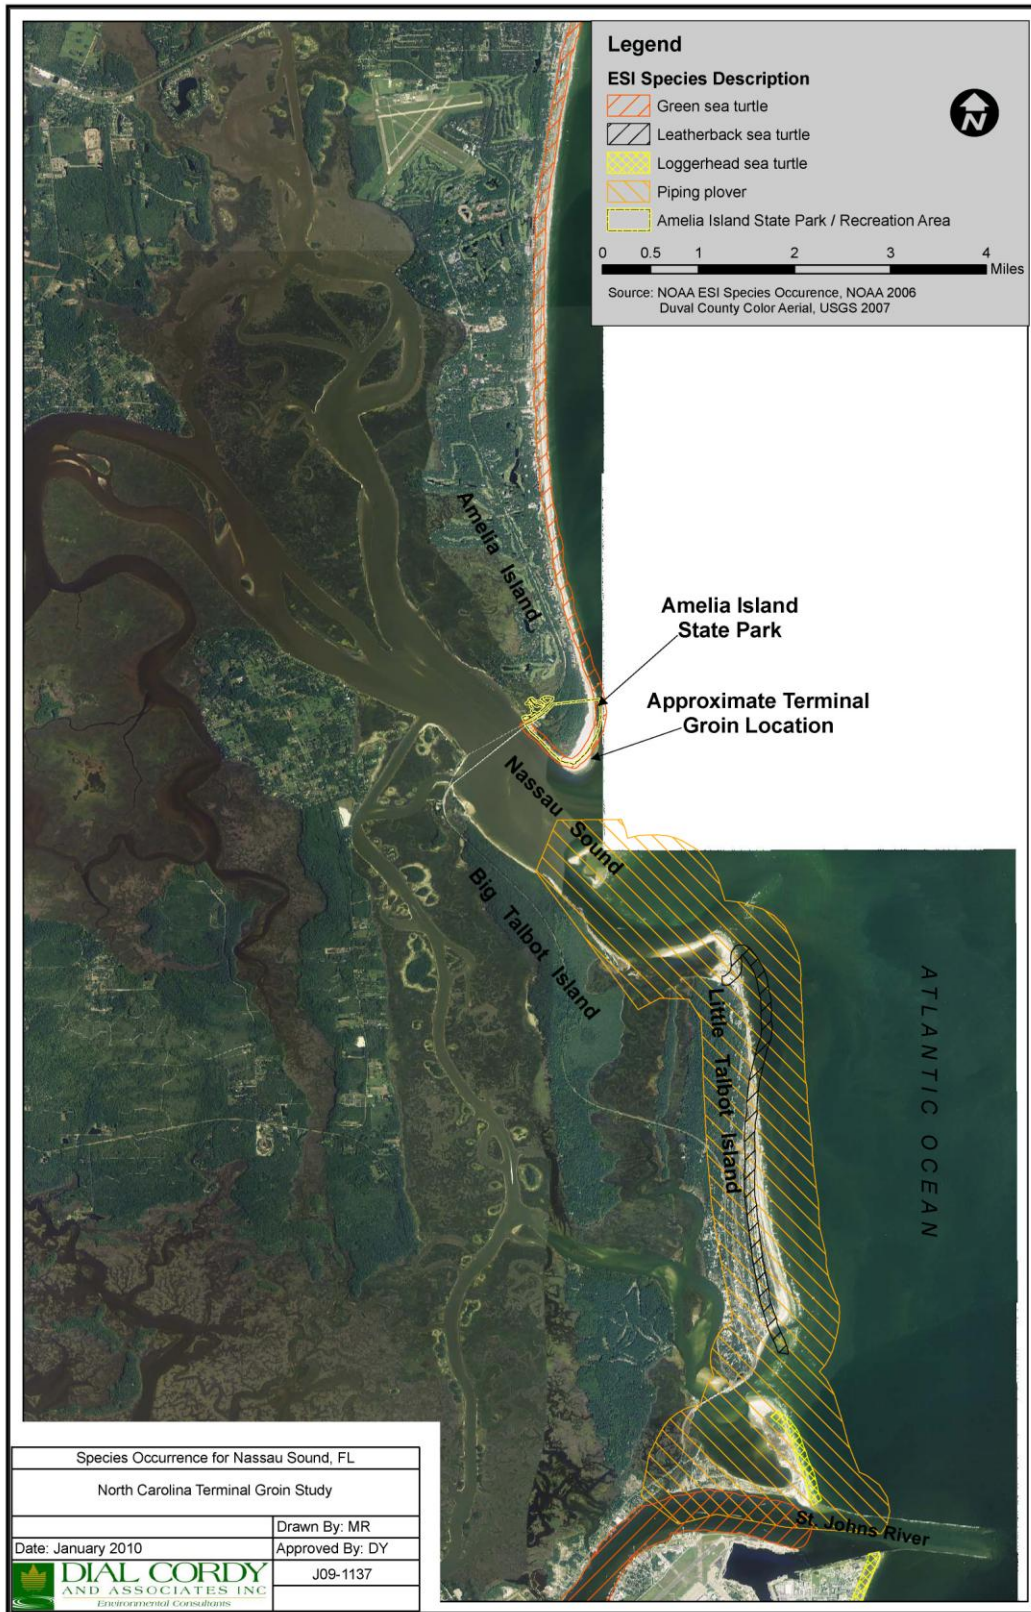 Legend
ESI Species Description
Green sea turtle
Leatherback sea turtle
Loggerhead sea turtle
Piping plover
Amelia Island State Park / Recreation Area
N
0 0.5 1 2 3 4
Miles
Source: NOAA ESI Species Occurence, NOAA 2006
Duval County Color Aerial, USGS 2007
Amelia Island
Amelia Island
State Park
Approximate Terminal
Groin Location
Nassau Sound
Big Talbot Island
Little Talbot Island
ATLANTIC OCEAN
St. Johns River
Species Occurrence for Nassau Sound, FL
North Carolina Terminal Groin Study
Drawn By: MR
Date: January 2010
Approved By: DY
J09-1137
DIAL CORDY
AND ASSOCIATES INC
Environmental Consultants